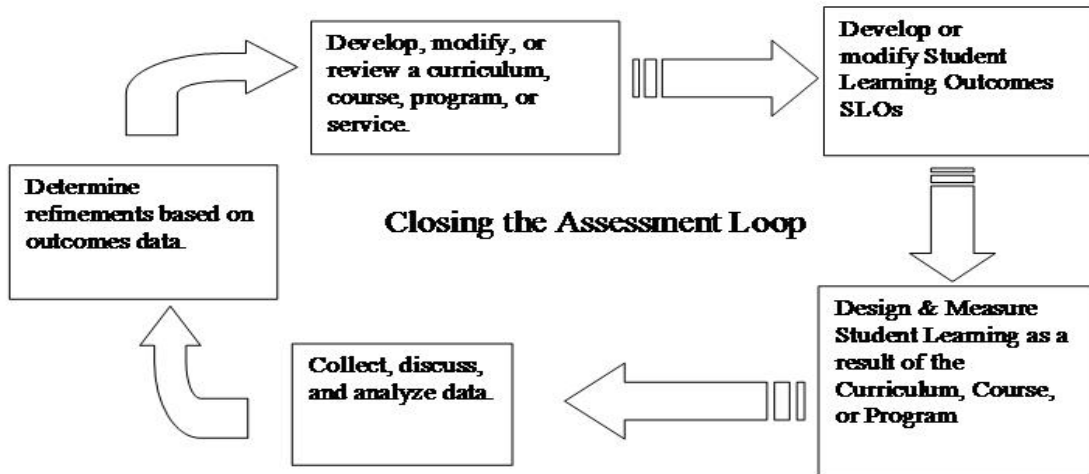 Develop, modify, or
review a curriculum,
course, program, or
service.
Develop or
modify Student
Learning Outcomes
SLOs
Determine
refinements based on
outcomes data.
Closing the Assessment Loop
Design & Measure
Student Learning as a
result of the
Curriculum, Course,
or Program
Collect, discuss,
and analyze data.